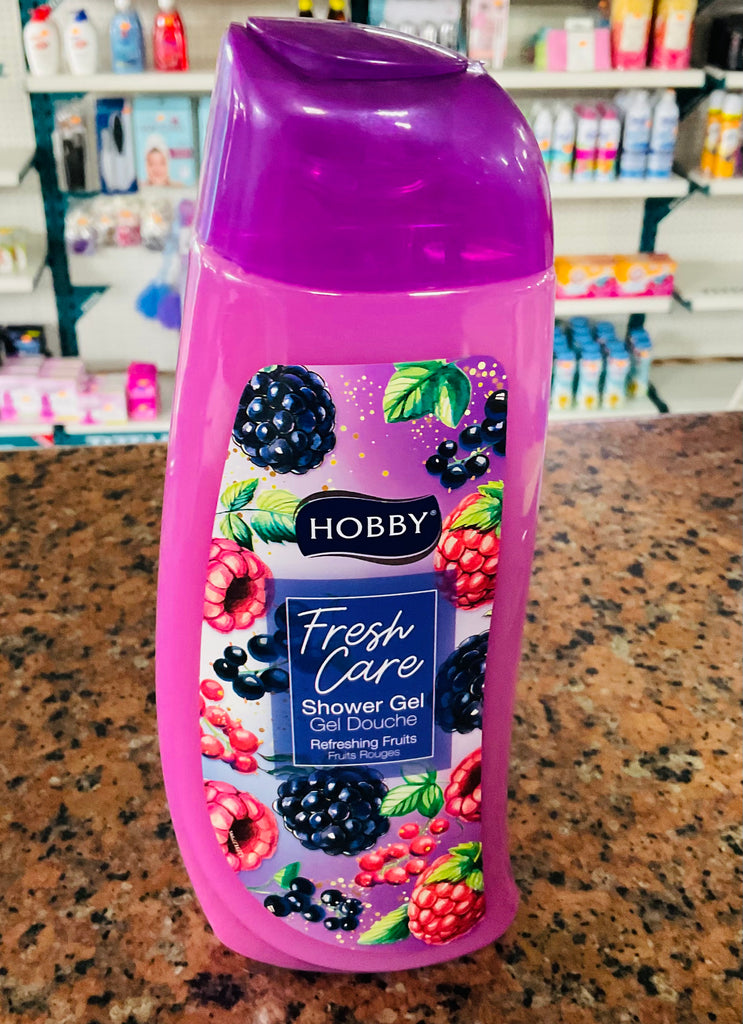 HOBBY®
Fresh
Care
Shower Gel
Gel Douche
Refreshing Fruits
Fruits Rouges